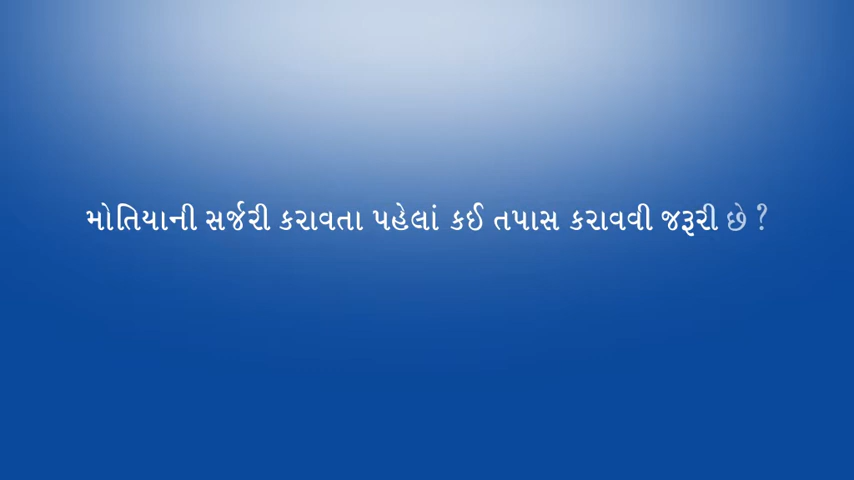 મોતિયાની સર્જરી કરાવતા પહેલાં કઈ તપાસ કરાવવી જરૂરી છે ?